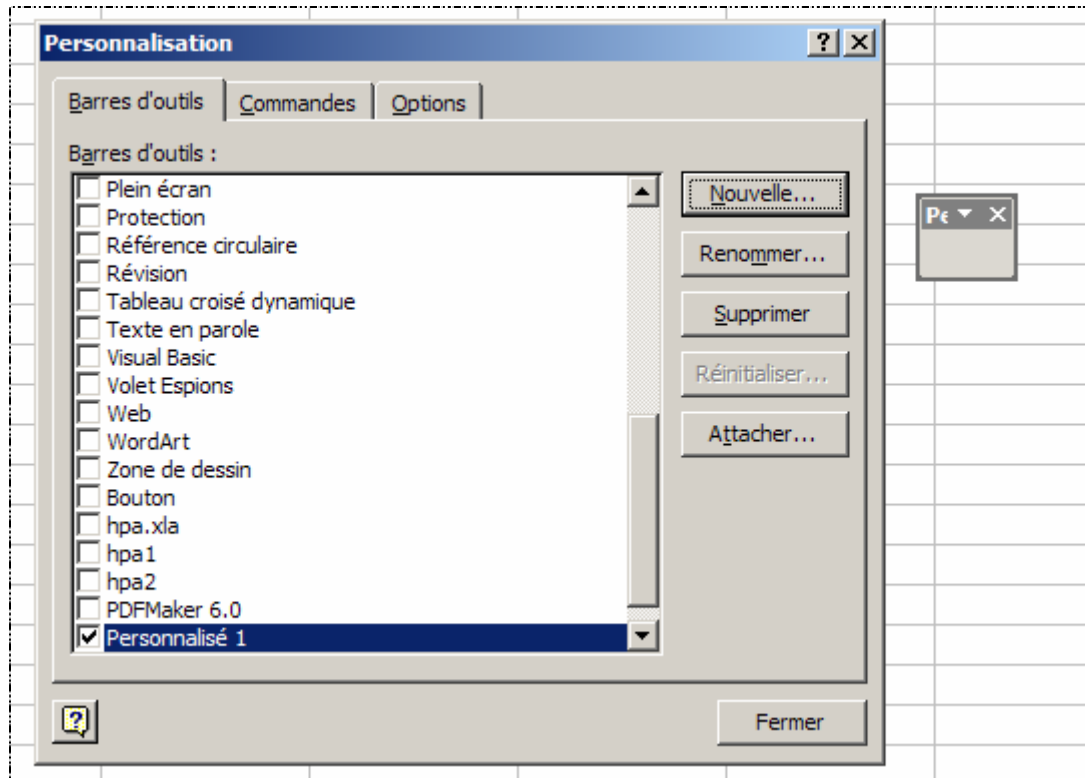 Personnalisation
Barres d'outils Commandes Options
Barres d'outils :
Plein écran
Protection
Référence circulaire
Révision
Tableau croisé dynamique
Texte en parole
Visual Basic
Volet Espions
Web
WordArt
Zone de dessin
Bouton
hpa.xla
hpa1
hpa2
PDFMaker 6.0
Personnalisé 1
Nouvelle...
Renommer...
Supprimer
Réinitialiser...
Attacher...
Fermer